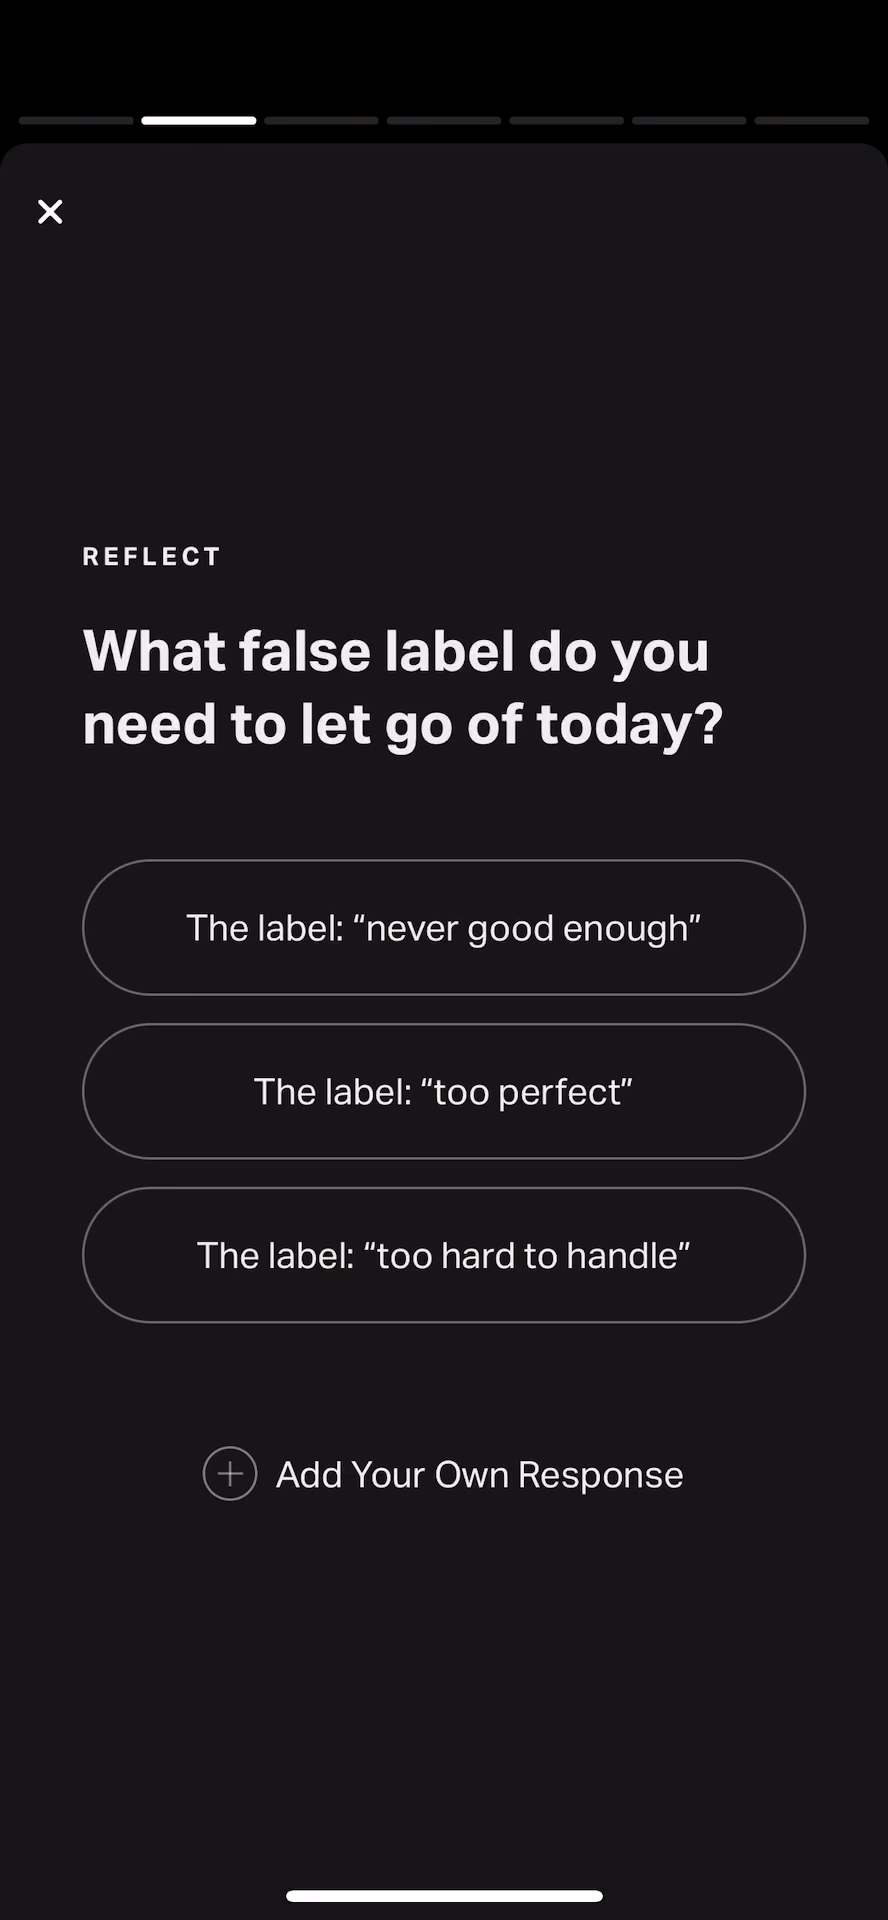 REFLECT
What false label do you
need to let go of today?
The label: “never good enough”
The label: “too perfect”
The label: “too hard to handle”
Add Your Own Response